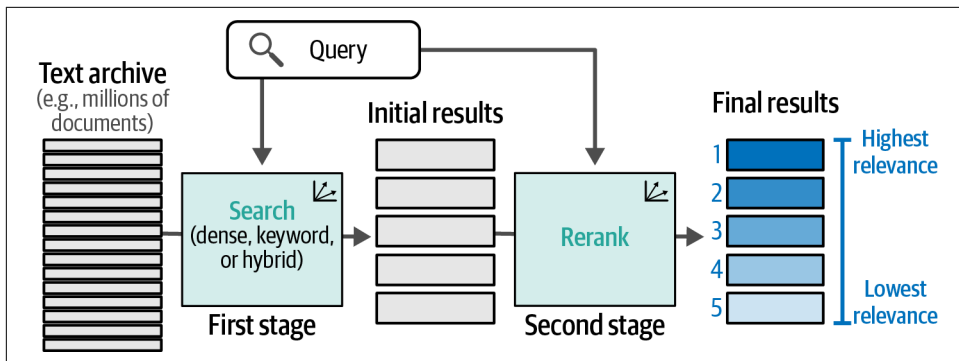 Query
Text archive
(e.g., millions of
documents)
Initial results
Final results
Search
(dense, keyword,
or hybrid)
First stage
Rerank
Second stage
1
2
3
4
5
Highest
relevance
Lowest
relevance